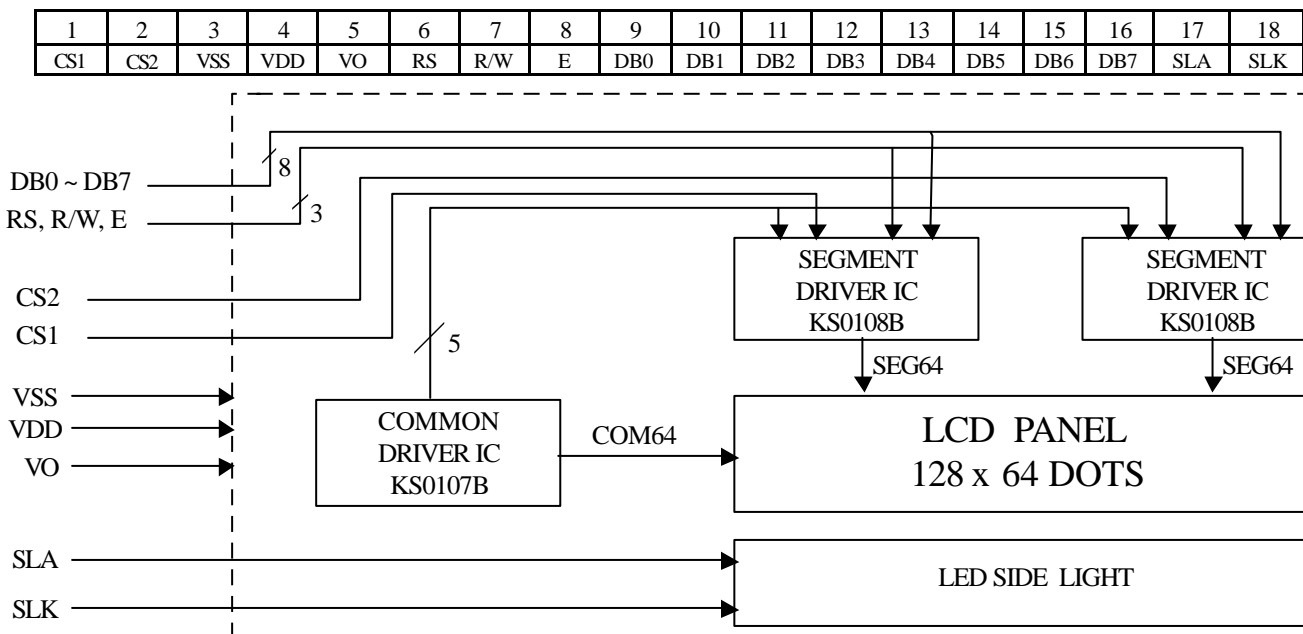 1 2 3 4 5 6 7 8 9 10 11 12 13 14 15 16 17 18
CS1 CS2 VSS VDD VO RS R/W E DB0 DB1 DB2 DB3 DB4 DB5 DB6 DB7 SLA SLK
DB0 ~ DB7
8
RS, R/W, E
3
CS2
CS1
5
SEGMENT
DRIVER IC
KS0108B
SEGMENT
DRIVER IC
KS0108B
SEG64
SEG64
VSS
VDD
VO
COMMON
DRIVER IC
KS0107B
COM64
LCD PANEL
128 x 64 DOTS
SLA
SLK
LED SIDE LIGHT